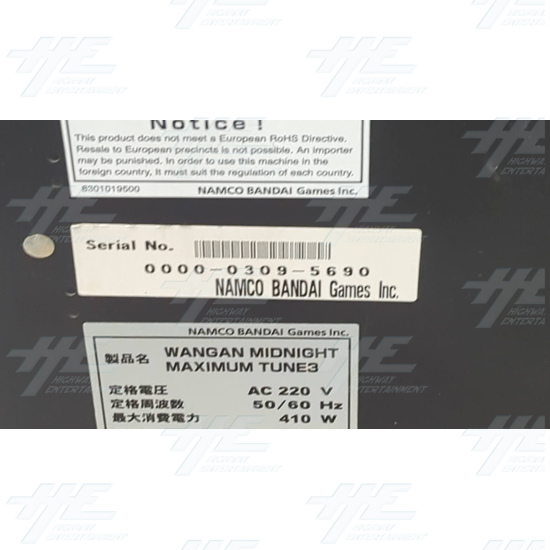 Notice !
This product does not meet a European RoHS Directive.
Resale to European precincts is not possible. An importer
may be punished. In order to use this machine in the
foreign country, it must suit the regulation of each country.
6301019500 NAMCO BANDAI Games Inc.
Serial No.
0000-0309-5690
NAMCO BANDAI Games Inc.
NAMCO BANDAI Games Inc.
製品名 WANGAN MIDNIGHT
MAXIMUM TUNE3
定格電圧 AC 220 V
定格周波数 50/60 Hz
最大消費電力 410 W
HIGHWAY
ENTERTAINMENT